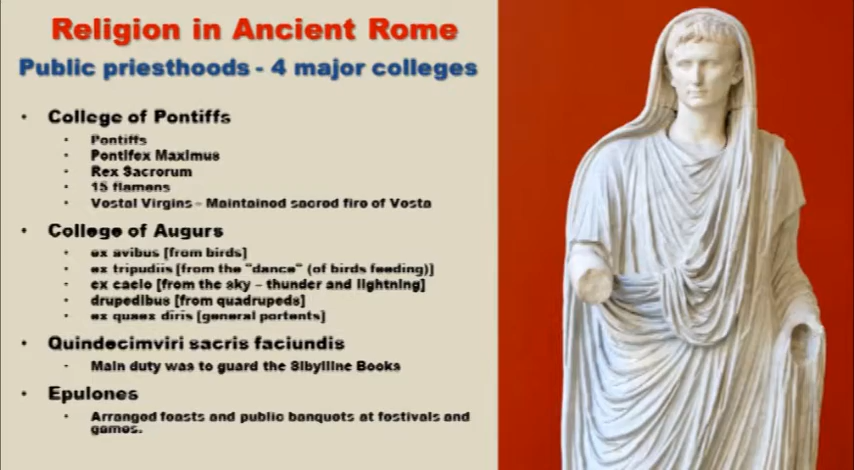 Religion in Ancient Rome
Public priesthoods - 4 major colleges
• College of Pontiffs
• Pontiffs
• Pontifex Maximus
• Rex Sacrorum
• 15 flamens
• Vestal Virgins - Maintained sacred fire of Vesta
• College of Augurs
• ex avibus [from birds]
• ex tripudiis [from the "dance" (of birds feeding)]
• ex caelo [from the sky – thunder and lightning]
• drupedibus [from quadrupeds]
• ex quaex diris [general portents]
• Quindecimviri sacris faciundis
• Main duty was to guard the Sibylline Books
• Epulones
• Arranged feasts and public banquets at festivals and
games.